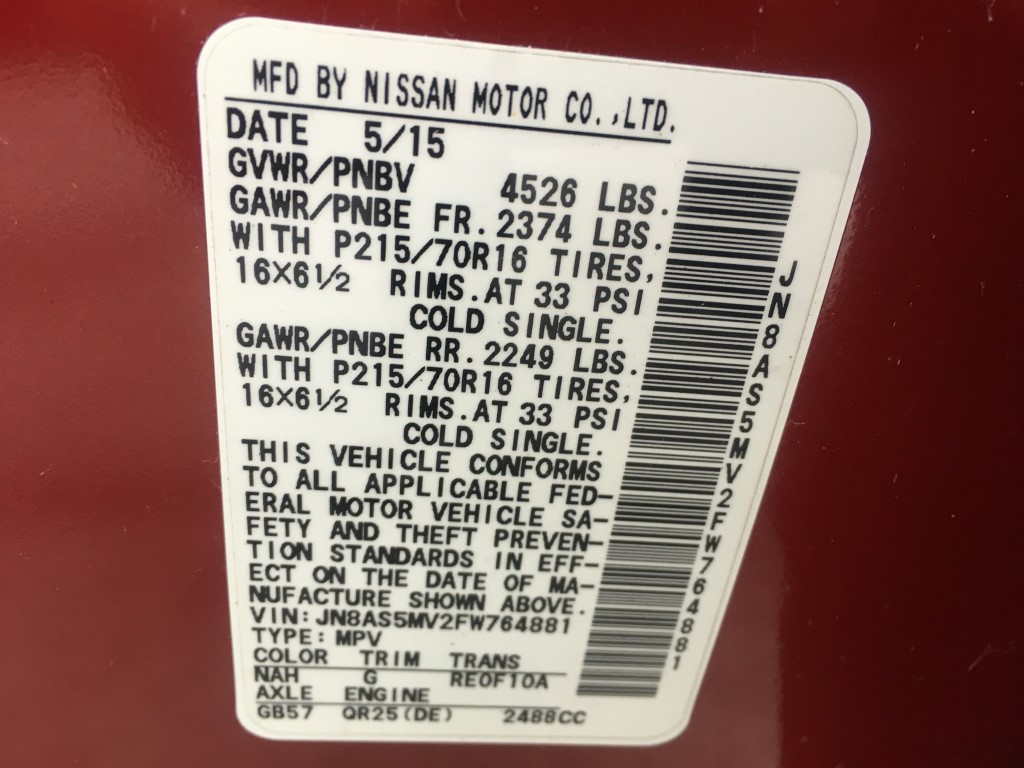 MFD BY NISSAN MOTOR CO.,LTD.
DATE 5/15
GVWR/PNBV 4526 LBS.
GAWR/PNBE FR. 2374 LBS.
WITH P215/70R16 TIRES,
16X6½ RIMS. AT 33 PSI
COLD SINGLE.
GAWR/PNBE RR. 2249 LBS.
WITH P215/70R16 TIRES,
16X6½ RIMS. AT 33 PSI
COLD SINGLE.
THIS VEHICLE CONFORMS
TO ALL APPLICABLE FED-
ERAL MOTOR VEHICLE SA-
FETY AND THEFT PREVEN-
TION STANDARDS IN EFF-
ECT ON THE DATE OF MA-
NUFACTURE SHOWN ABOVE.
VIN: JN8AS5MV2FW764881
TYPE: MPV
COLOR TRIM TRANS
NAH G RE0F10A
AXLE ENGINE
GB57 QR25(DE) 2488CC
JN8AS5MV2FW764881